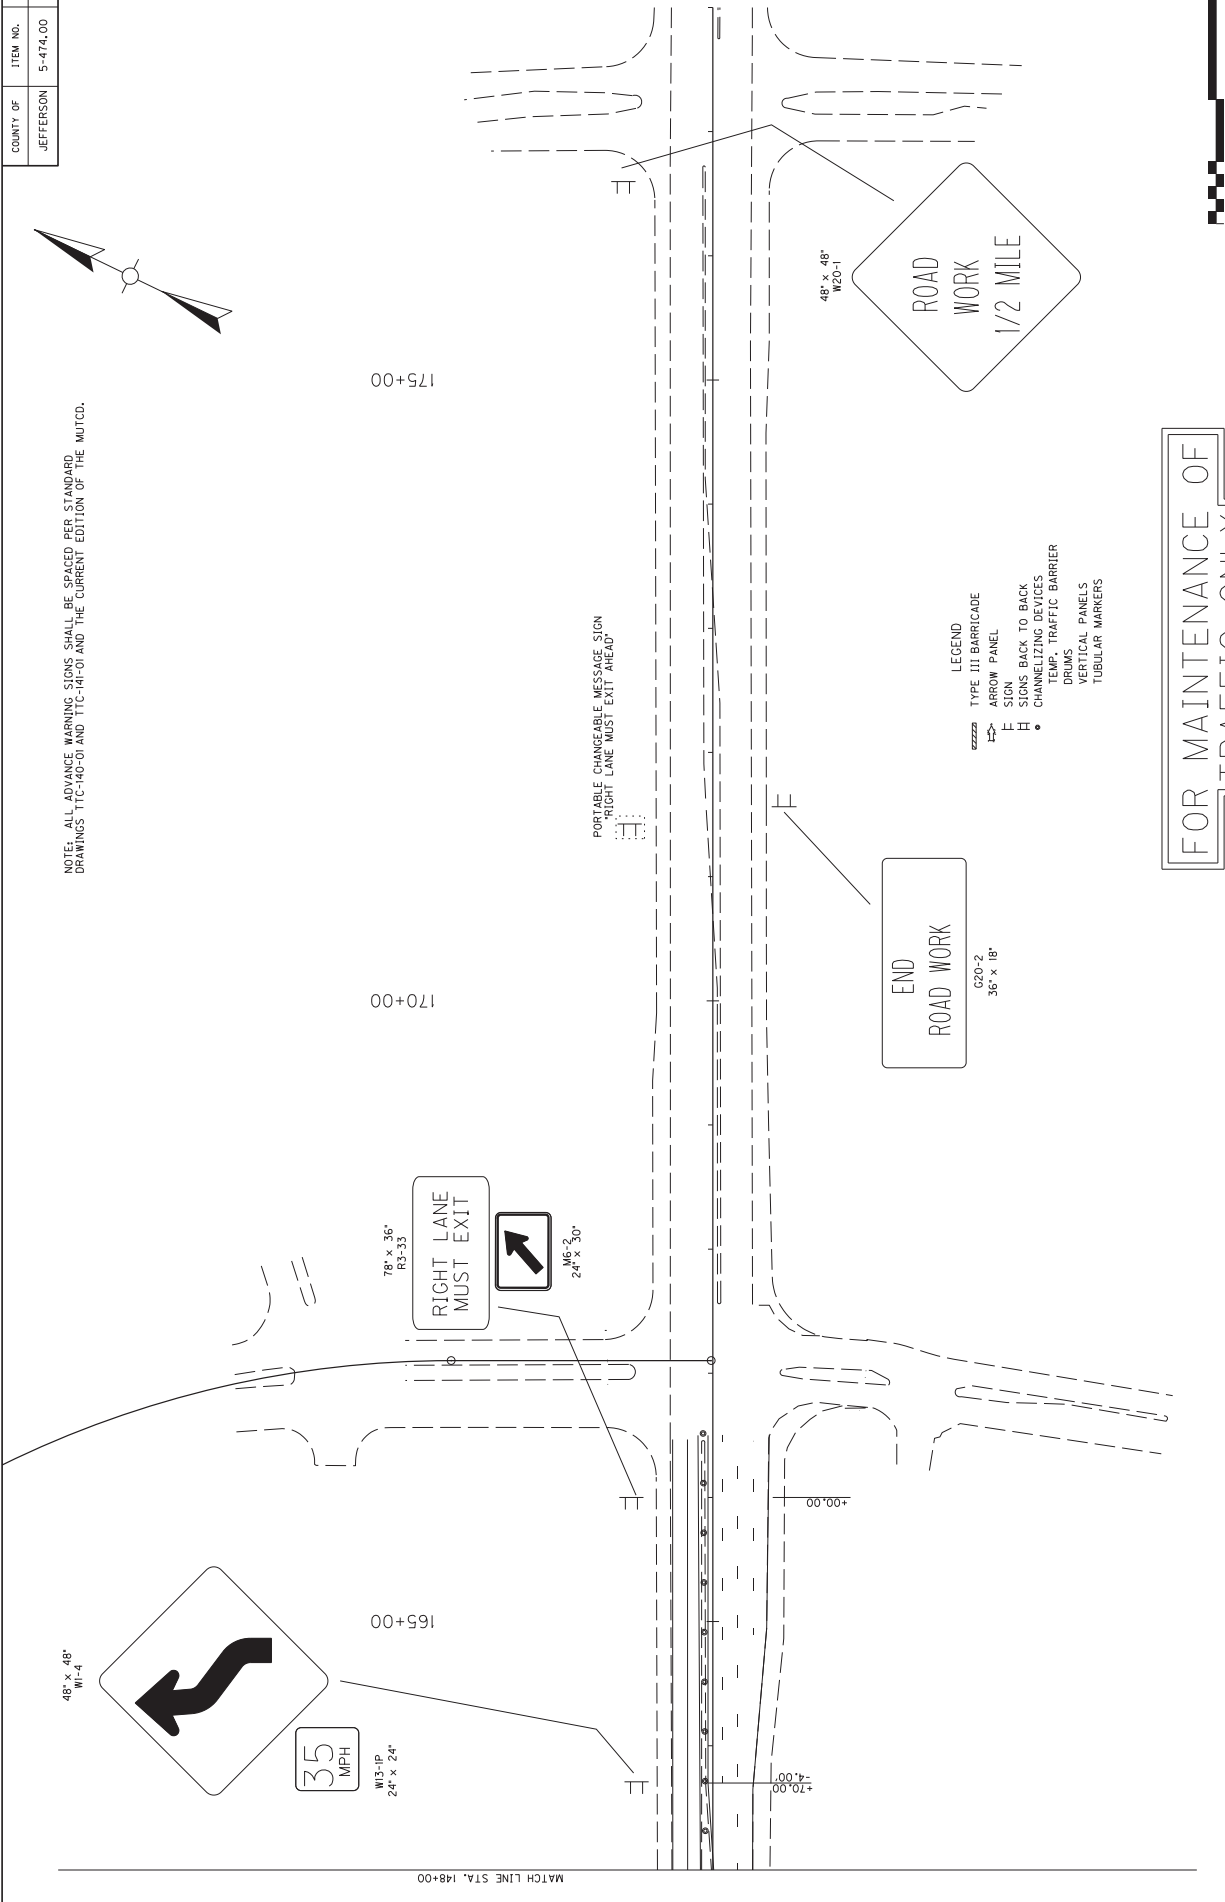 COUNTY OF
ITEM NO.
JEFFERSON
5-474.00
NOTE: ALL ADVANCE WARNING SIGNS SHALL BE SPACED PER STANDARD
DRAWINGS TTC-140-01 AND TTC-141-01 AND THE CURRENT EDITION OF THE MUTCD.
48" x 48"
W1-4
35
MPH
W13-1P
24" x 24"
78" x 36"
R3-33
RIGHT LANE
MUST EXIT
M6-2
24" x 30"
165+00
170+00
175+00
PORTABLE CHANGEABLE MESSAGE SIGN
"RIGHT LANE MUST EXIT AHEAD"
MATCH LINE STA. 148+00
+70.00
-4.00'
+00.00
48" x 48"
W20-1
ROAD
WORK
1/2 MILE
END
ROAD WORK
G20-2
36" x 18"
LEGEND
TYPE III BARRICADE
ARROW PANEL
SIGN
SIGNS BACK TO BACK
CHANNELIZING DEVICES
TEMP. TRAFFIC BARRIER
DRUMS
VERTICAL PANELS
TUBULAR MARKERS
FOR MAINTENANCE OF
TRAFFIC ONLY